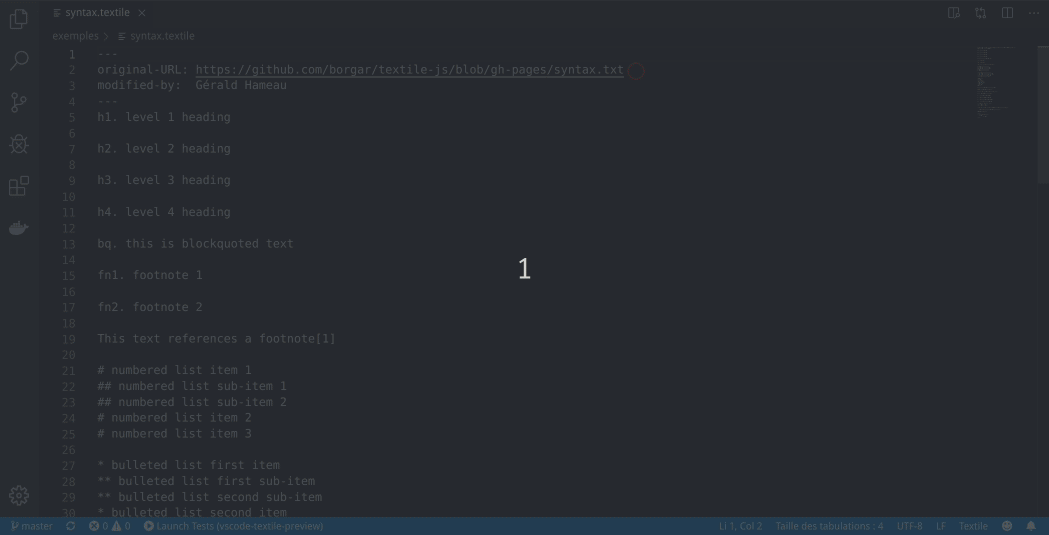 syntax.textile ×
exemples > syntax.textile
1 ---
2 original-URL: https://github.com/borgar/textile-js/blob/gh-pages/syntax.txt
3 modified-by:  Gérald Hameau
4 ---
5 h1. level 1 heading
6
7 h2. level 2 heading
8
9 h3. level 3 heading
10
11 h4. level 4 heading
12
13 bq. this is blockquoted text
14
15 fn1. footnote 1
16
17 fn2. footnote 2
18
19 This text references a footnote[1]
20
21 # numbered list item 1
22 ## numbered list sub-item 1
23 ## numbered list sub-item 2
24 # numbered list item 2
25 # numbered list item 3
26
27 * bulleted list first item
28 ** bulleted list first sub-item
29 ** bulleted list second sub-item
30 * bulleted list second item
1
master 0 0 Launch Tests (vscode-textile-preview) Li 1, Col 2 Taille des tabulations : 4 UTF-8 LF Textile